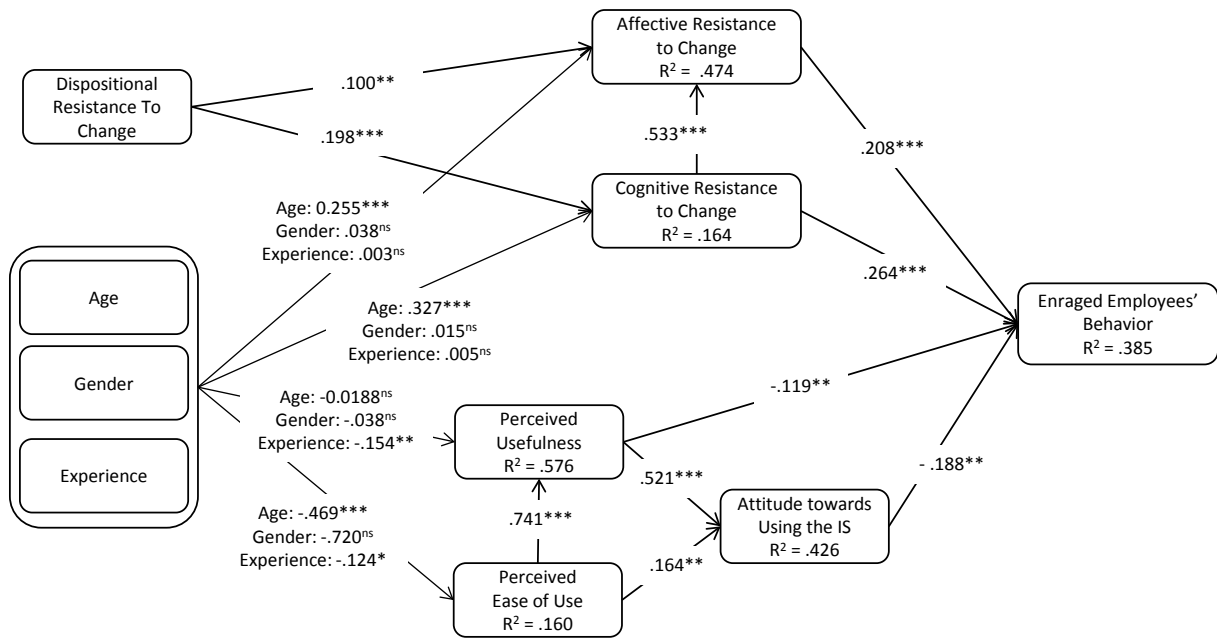 Affective Resistance
to Change
R² = .474
Dispositional
Resistance To
Change
.100**
.198***
.533***
.208***
Cognitive Resistance
to Change
R² = .164
Age: 0.255***
Gender: .038ns
Experience: .003ns
.264***
Age
Age: .327***
Gender: .015ns
Experience: .005ns
Enraged Employees’
Behavior
R² = .385
Gender
Age: -0.0188ns
Gender: -.038ns
Experience: -.154**
-.119**
Perceived
Usefulness
R² = .576
Experience
.521***
- .188**
Age: -.469***
Gender: -.720ns
Experience: -.124*
.741***
Attitude towards
Using the IS
R² = .426
.164**
Perceived
Ease of Use
R² = .160